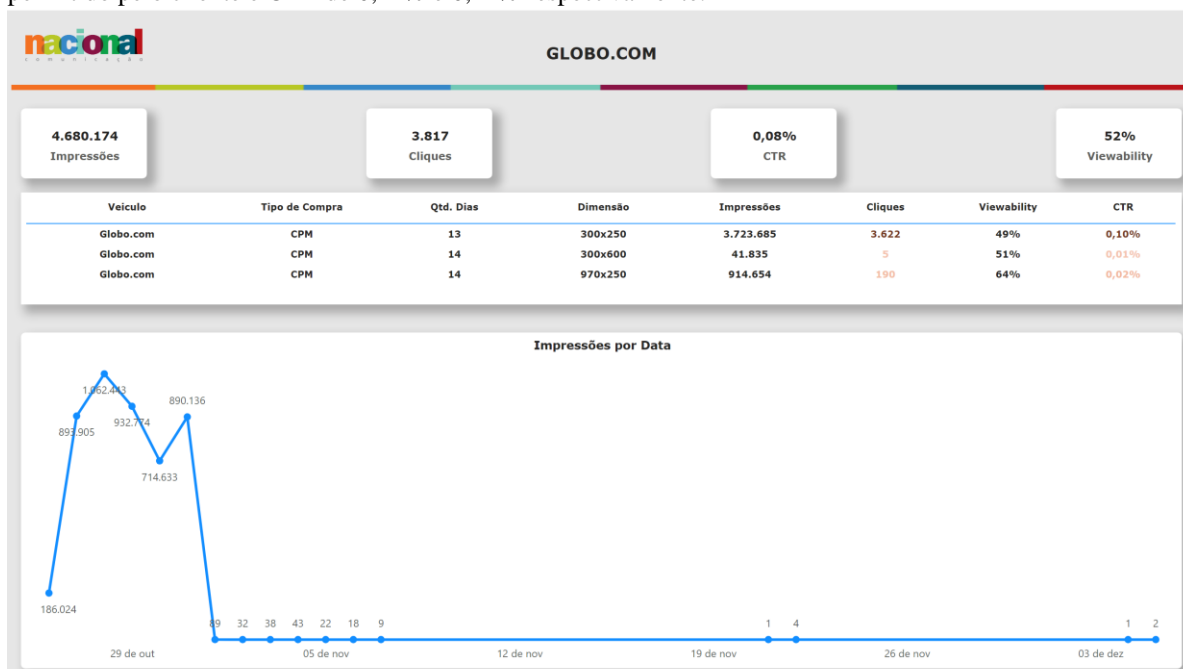 nacional
comunicação
GLOBO.COM
4.680.174
Impressões
3.817
Cliques
0,08%
CTR
52%
Viewability
Veiculo Tipo de Compra Qtd. Dias Dimensão Impressões Cliques Viewability CTR
Globo.com CPM 13 300x250 3.723.685 3.622 49% 0,10%
Globo.com CPM 14 300x600 41.835 5 51% 0,01%
Globo.com CPM 14 970x250 914.654 190 64% 0,02%
Impressões por Data
1.062.443
890.136
932.774
893.905
714.633
186.024
89 32 38 43 22 18 9 1 4 1 2
29 de out 05 de nov 12 de nov 19 de nov 26 de nov 03 de dez